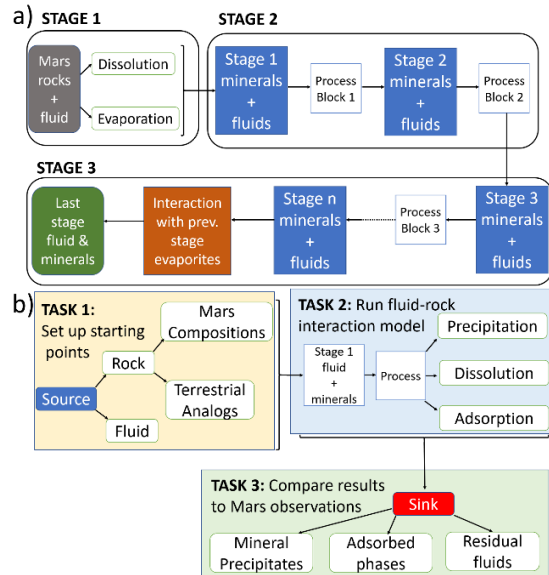 a)
STAGE 1
Mars
rocks
+
fluid
Dissolution
Evaporation
STAGE 2
Stage 1
minerals
+
fluids
Process
Block 1
Stage 2
minerals
+
fluids
Process
Block 2
STAGE 3
Last
stage
fluid &
minerals
Interaction
with prev.
stage
evaporites
Stage n
minerals
+
fluids
Process
Block 3
Stage 3
minerals
+
fluids
b)
TASK 1:
Set up starting
points
Source
Rock
Fluid
Mars
Compositions
Terrestrial
Analogs
TASK 2: Run fluid-rock
interaction model
Stage 1
fluid
+
minerals
Process
Precipitation
Dissolution
Adsorption
TASK 3: Compare results
to Mars observations
Sink
Mineral
Precipitates
Adsorbed
phases
Residual
fluids